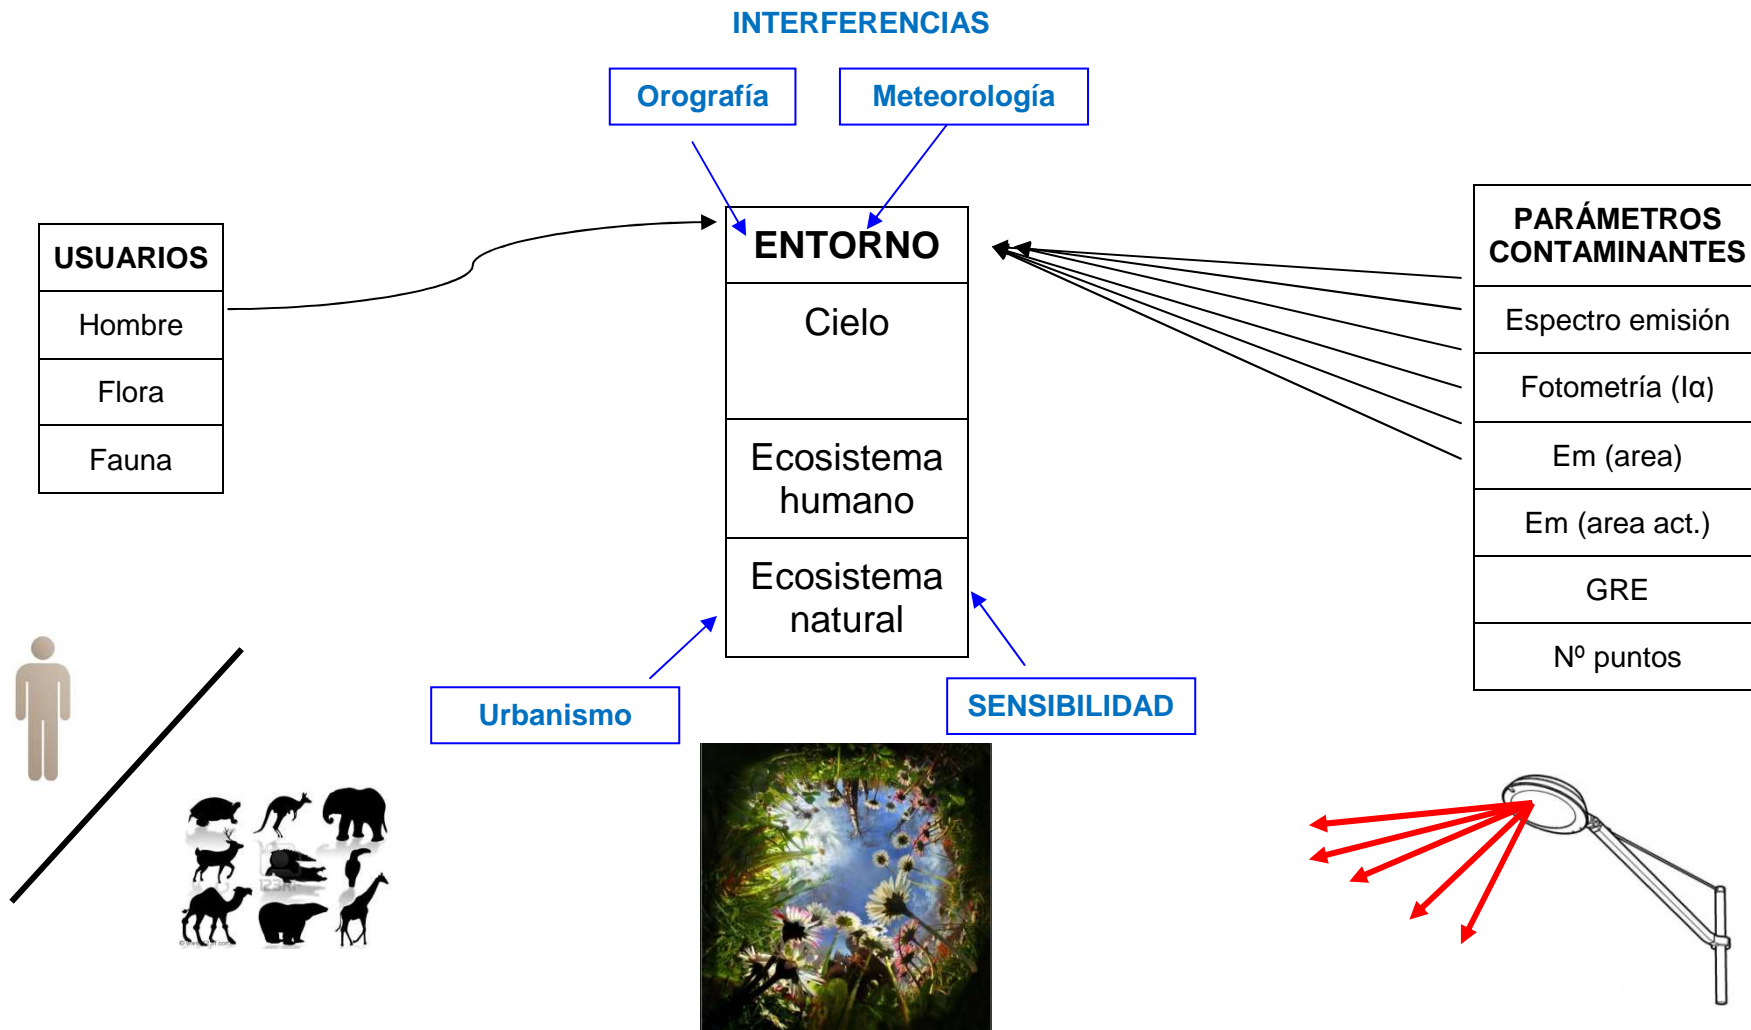 INTERFERENCIAS
Orografía
Meteorología
USUARIOS
Hombre
Flora
Fauna
ENTORNO
Cielo
Ecosistema
humano
Ecosistema
natural
PARÁMETROS
CONTAMINANTES
Espectro emisión
Fotometría (Iα)
Em (area)
Em (area act.)
GRE
Nº puntos
Urbanismo
SENSIBILIDAD